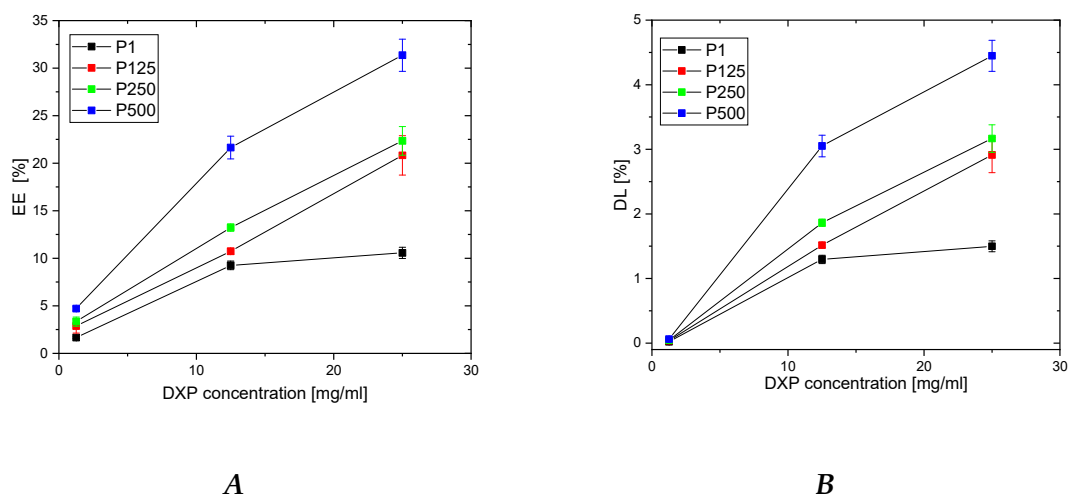 35
30
25
20
15
10
5
0
EE [%]
P1
P125
P250
P500
0 10 20 30
DXP concentration [mg/ml]
A
5
4
3
2
1
0
DL [%]
P1
P125
P250
P500
0 10 20 30
DXP concentration [mg/ml]
B